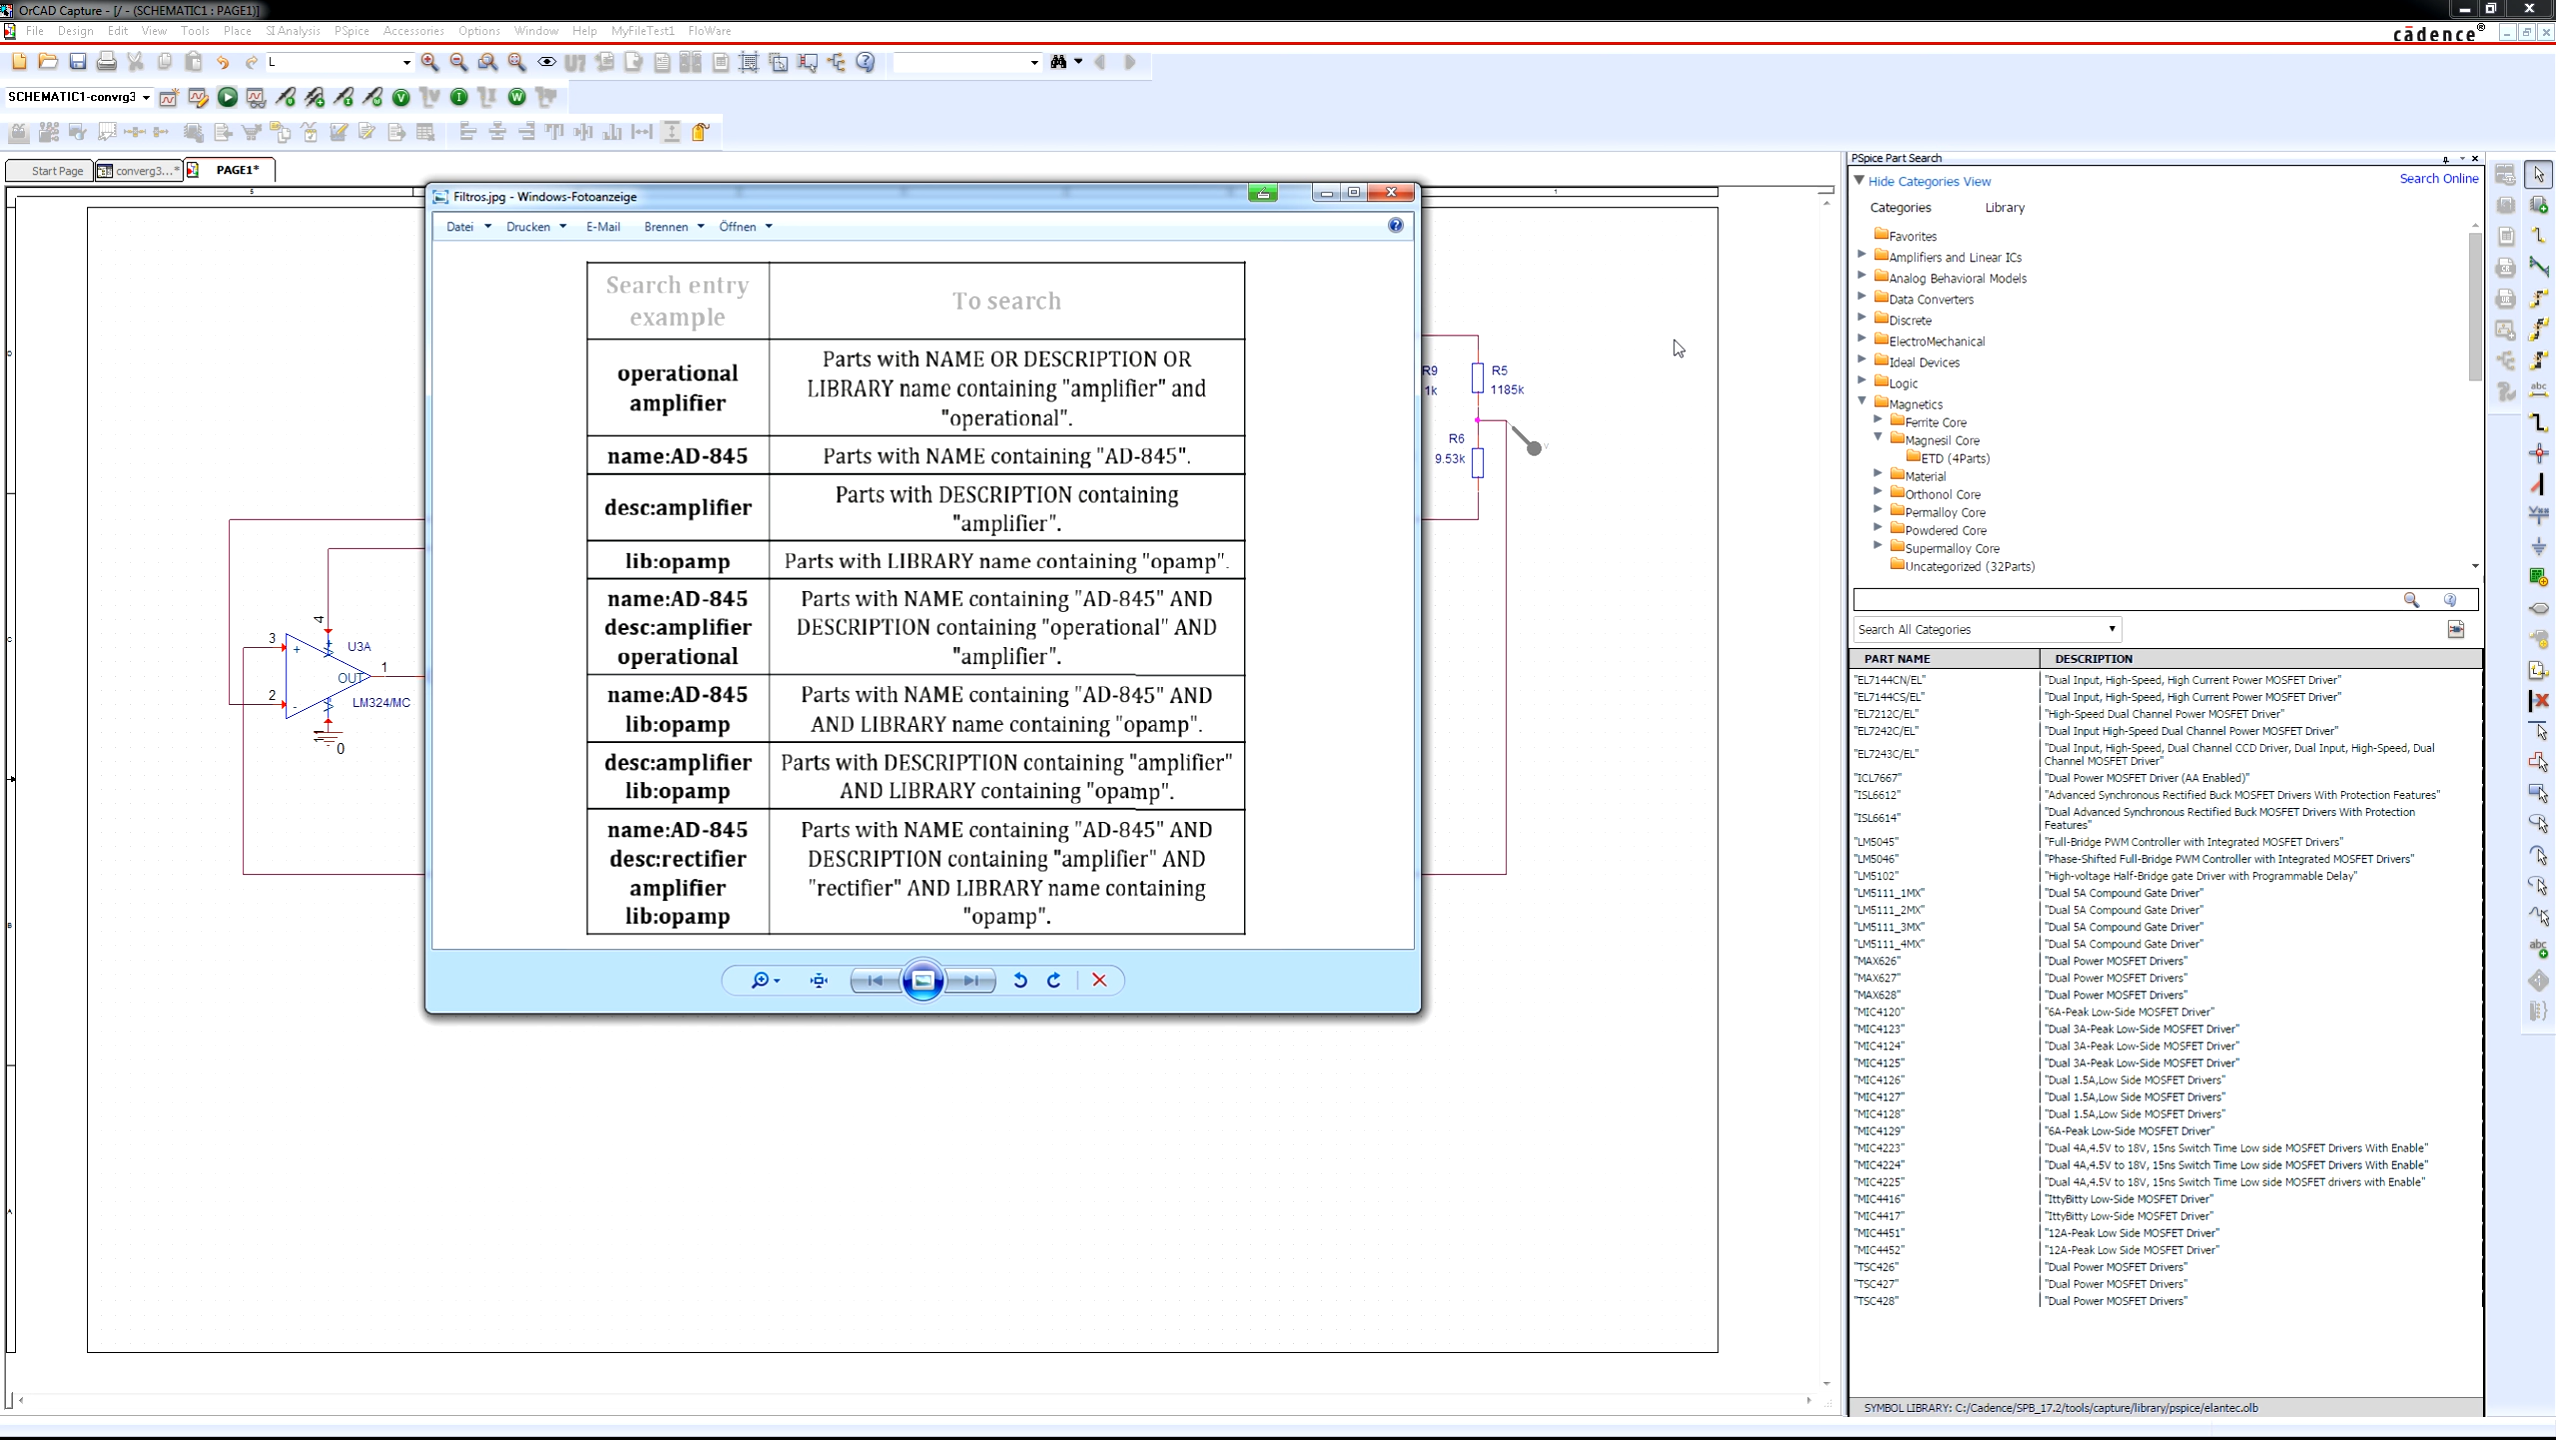 OrCAD Capture - [/ - (SCHEMATIC1 : PAGE1)]
File Design Edit View Tools Place SI Analysis PSpice Accessories Options Window Help MyFileTest1 FloWare
cādence®
L
SCHEMATIC1-convrg3
Start Page converg3...* PAGE1*
5
1
Filtros.jpg - Windows-Fotoanzeige
Datei Drucken E-Mail Brennen Öffnen
Search entry example
To search
operational amplifier
Parts with NAME OR DESCRIPTION OR
LIBRARY name containing "amplifier" and
"operational".
name:AD-845
Parts with NAME containing "AD-845".
desc:amplifier
Parts with DESCRIPTION containing
"amplifier".
lib:opamp
Parts with LIBRARY name containing "opamp".
name:AD-845
desc:amplifier
operational
Parts with NAME containing "AD-845" AND
DESCRIPTION containing "operational" AND
"amplifier".
name:AD-845
lib:opamp
Parts with NAME containing "AD-845" AND
AND LIBRARY name containing "opamp".
desc:amplifier
lib:opamp
Parts with DESCRIPTION containing "amplifier"
AND LIBRARY containing "opamp".
name:AD-845
desc:rectifier
amplifier
lib:opamp
Parts with NAME containing "AD-845" AND
DESCRIPTION containing "amplifier" AND
"rectifier" AND LIBRARY name containing
"opamp".
4
3
U3A
+
OUT
1
2
-
LM324/MC
0
R9
1k
R5
1185k
R6
9.53k
PSpice Part Search
Hide Categories View
Search Online
Categories Library
Favorites
Amplifiers and Linear ICs
Analog Behavioral Models
Data Converters
Discrete
ElectroMechanical
Ideal Devices
Logic
Magnetics
Ferrite Core
Magnesil Core
ETD (4Parts)
Material
Orthonol Core
Permalloy Core
Powdered Core
Supermalloy Core
Uncategorized (32Parts)
Search All Categories
PART NAME DESCRIPTION
"EL7144CN/EL" "Dual Input, High-Speed, High Current Power MOSFET Driver"
"EL7144CS/EL" "Dual Input, High-Speed, High Current Power MOSFET Driver"
"EL7212C/EL" "High-Speed Dual Channel Power MOSFET Driver"
"EL7242C/EL" "Dual Input High-Speed Dual Channel Power MOSFET Driver"
"EL7243C/EL" "Dual Input, High-Speed, Dual Channel CCD Driver, Dual Input, High-Speed, Dual
Channel MOSFET Driver"
"ICL7667" "Dual Power MOSFET Driver (AA Enabled)"
"ISL6612" "Advanced Synchronous Rectified Buck MOSFET Drivers With Protection Features"
"ISL6614" "Dual Advanced Synchronous Rectified Buck MOSFET Drivers With Protection
Features"
"LM5045" "Full-Bridge PWM Controller with Integrated MOSFET Drivers"
"LM5046" "Phase-Shifted Full-Bridge PWM Controller with Integrated MOSFET Drivers"
"LM5102" "High-voltage Half-Bridge gate Driver with Programmable Delay"
"LM5111_1MX" "Dual 5A Compound Gate Driver"
"LM5111_2MX" "Dual 5A Compound Gate Driver"
"LM5111_3MX" "Dual 5A Compound Gate Driver"
"LM5111_4MX" "Dual 5A Compound Gate Driver"
"MAX626" "Dual Power MOSFET Drivers"
"MAX627" "Dual Power MOSFET Drivers"
"MAX628" "Dual Power MOSFET Drivers"
"MIC4120" "6A-Peak Low-Side MOSFET Driver"
"MIC4123" "Dual 3A-Peak Low-Side MOSFET Driver"
"MIC4124" "Dual 3A-Peak Low-Side MOSFET Driver"
"MIC4125" "Dual 3A-Peak Low-Side MOSFET Driver"
"MIC4126" "Dual 1.5A,Low Side MOSFET Drivers"
"MIC4127" "Dual 1.5A,Low Side MOSFET Drivers"
"MIC4128" "Dual 1.5A,Low Side MOSFET Drivers"
"MIC4129" "6A-Peak Low-Side MOSFET Driver"
"MIC4223" "Dual 4A,4.5V to 18V, 15ns Switch Time Low side MOSFET Drivers With Enable"
"MIC4224" "Dual 4A,4.5V to 18V, 15ns Switch Time Low side MOSFET Drivers With Enable"
"MIC4225" "Dual 4A,4.5V to 18V, 15ns Switch Time Low side MOSFET drivers with Enable"
"MIC4416" "IttyBitty Low-Side MOSFET Driver"
"MIC4417" "IttyBitty Low-Side MOSFET Driver"
"MIC4451" "12A-Peak Low Side MOSFET Driver"
"MIC4452" "12A-Peak Low Side MOSFET Driver"
"TSC426" "Dual Power MOSFET Drivers"
"TSC427" "Dual Power MOSFET Drivers"
"TSC428" "Dual Power MOSFET Drivers"
SYMBOL LIBRARY: C:/Cadence/SPB_17.2/tools/capture/library/pspice/elantec.olb